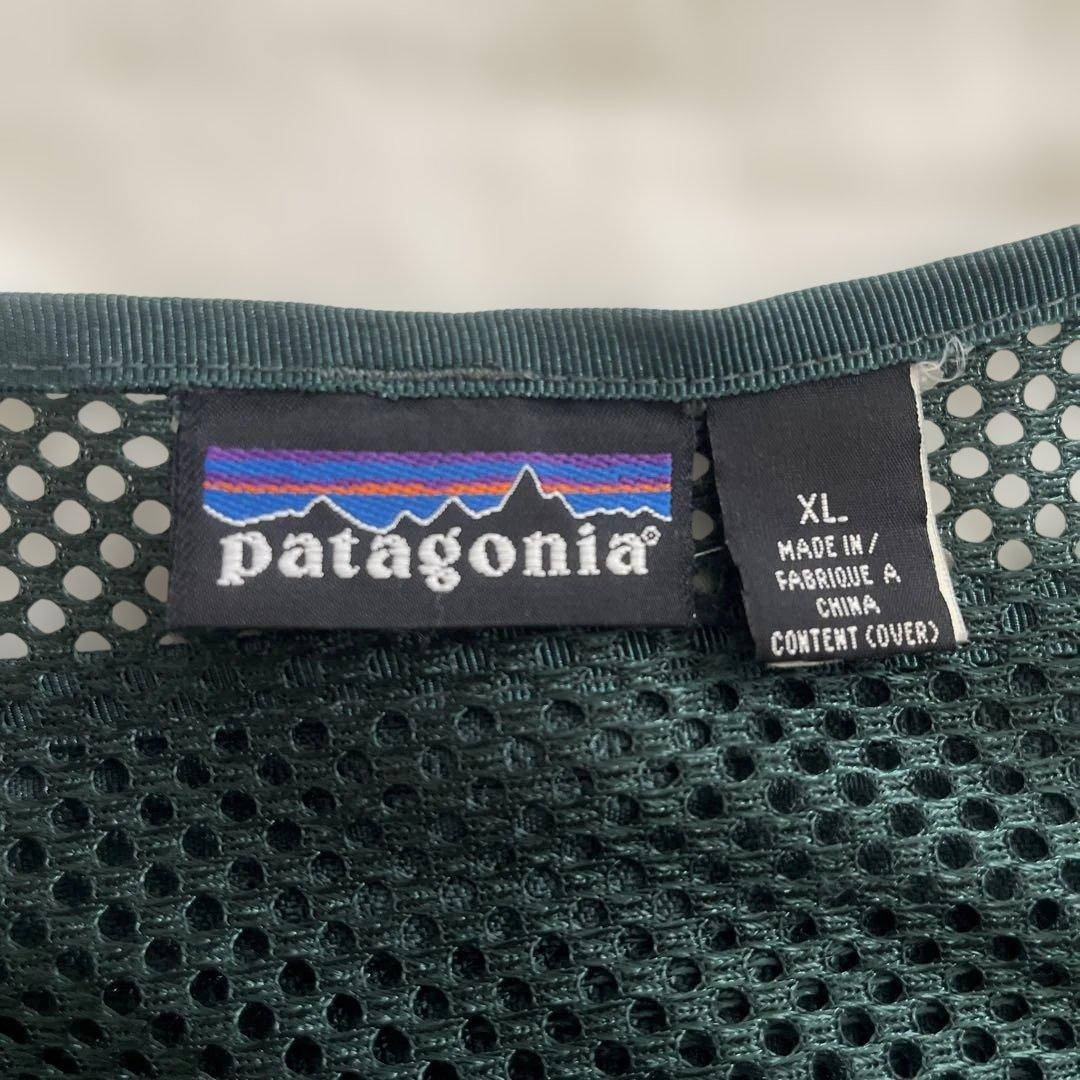 patagonia®
XL.
MADE IN/
FABRIQUE A
CHINA
CONTENT (OVER)